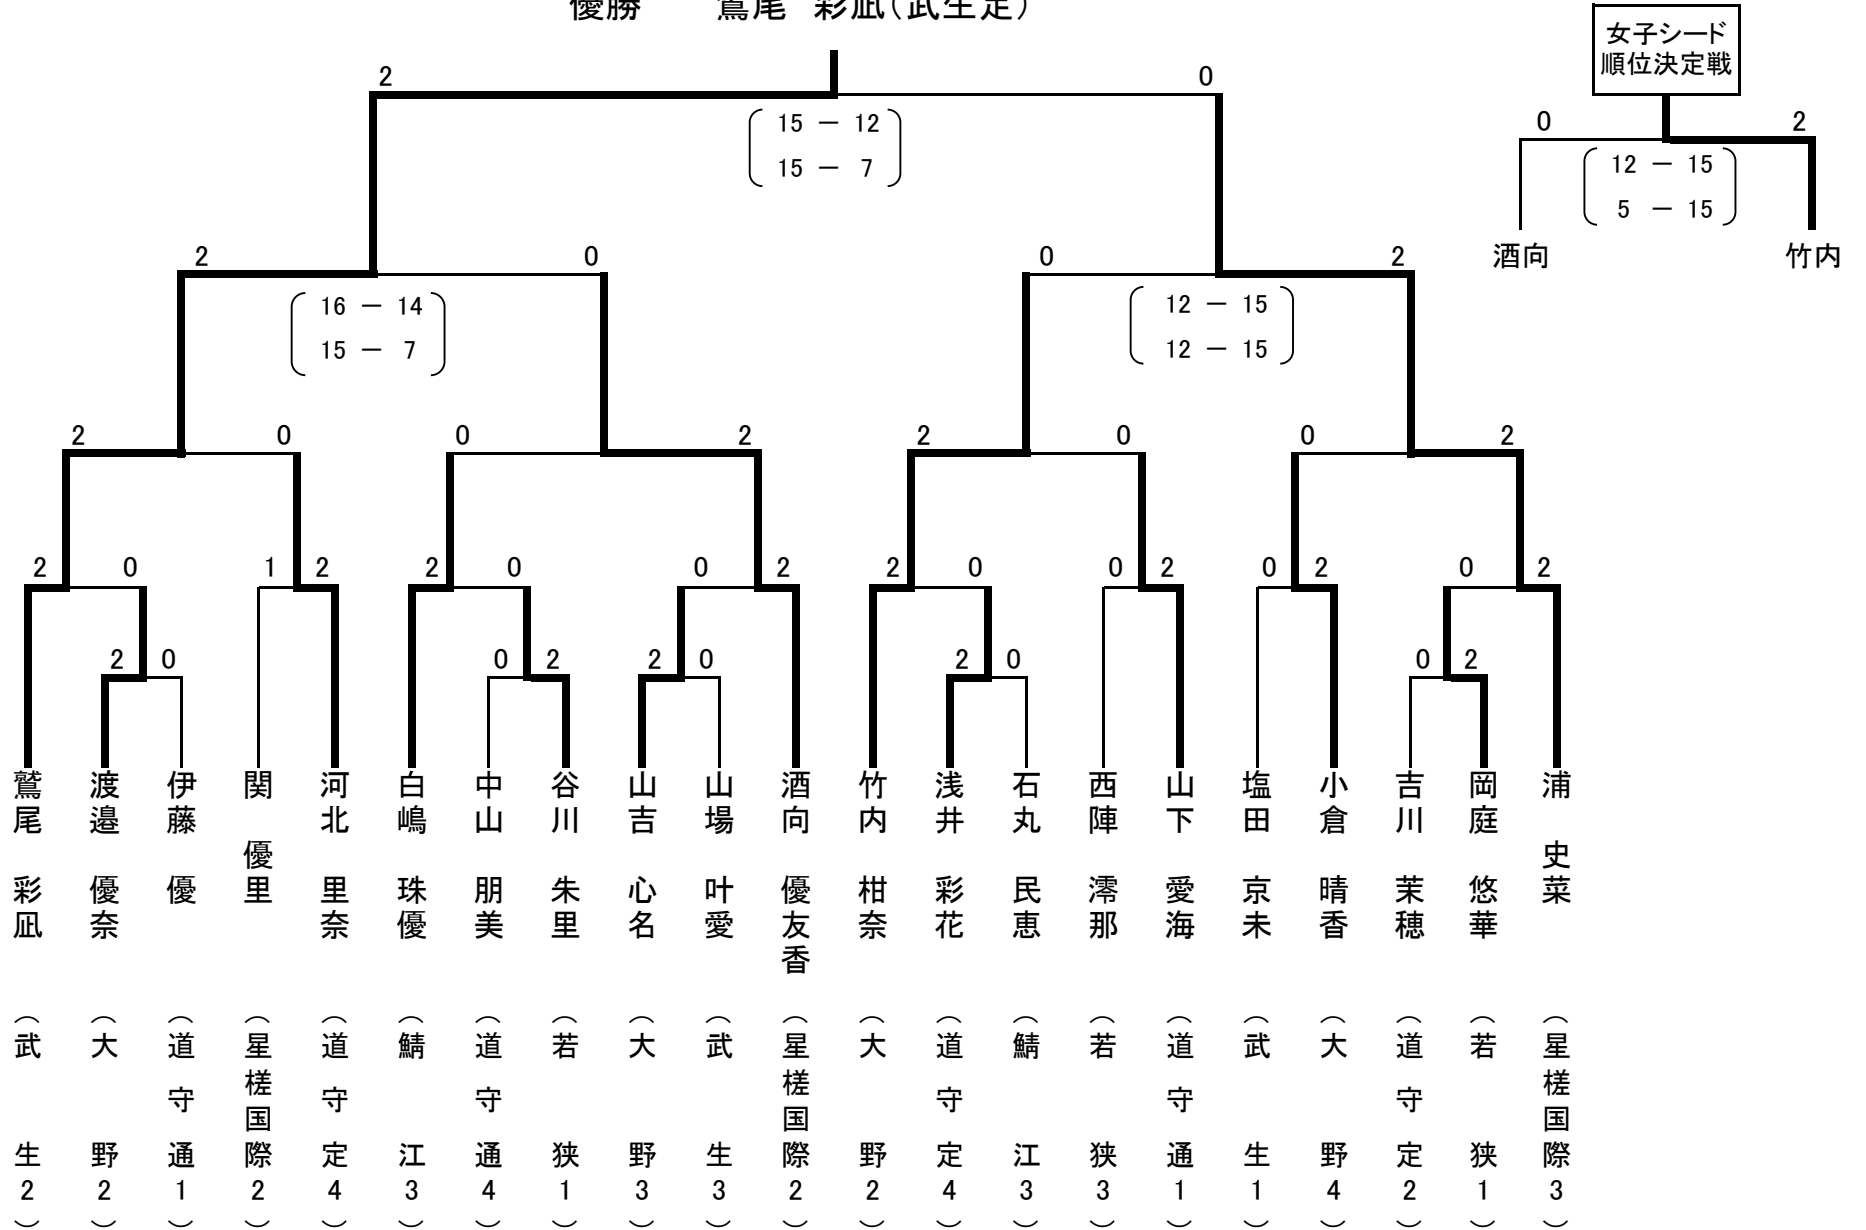 優勝　　鷲尾　彩凪（武生定）
女子シード
順位決定戦
2 0
15 － 12
15 － 7
0 2
12 － 15
5 － 15
酒向 竹内
2 0 0 2
16 － 14
15 － 7
12 － 15
12 － 15
2 0 0 2 2 0 0 2
2 0 1 2 2 0 0 2 2 0 0 2 0 2 0 2
2 0 0 2 2 0 2 0 0 2
鷲尾　彩凪（武生2）
渡邉　優奈（大野2）
伊藤　優（道守通1）
関　優里（星槎国際2）
河北　里奈（道守定4）
白嶋　珠優（鯖江3）
中山　朋美（道守通4）
谷川　朱里（若狭1）
山吉　心名（大野3）
山場　叶愛（武生3）
酒向　優友香（星槎国際2）
竹内　柑奈（大野2）
浅井　彩花（道守定4）
石丸　民恵（鯖江3）
西陣　澪那（若狭3）
山下　愛海（道守通1）
塩田　京未（武生1）
小倉　晴香（大野4）
吉川　茉穂（道守定2）
岡庭　悠華（若狭1）
浦　史菜（星槎国際3）